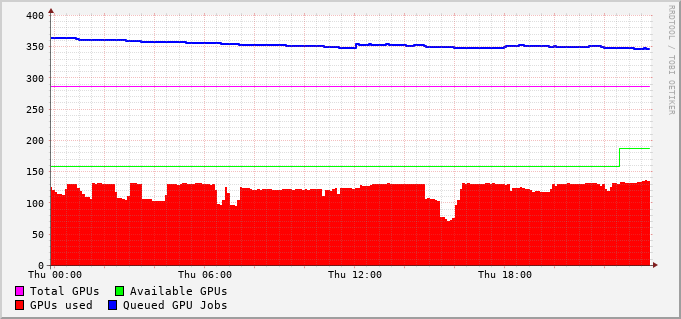 400
350
300
250
200
150
100
50
0
Thu 00:00 Thu 06:00 Thu 12:00 Thu 18:00
Total GPUs Available GPUs
GPUs used Queued GPU Jobs
RRDTOOL / TOBI OETIKER